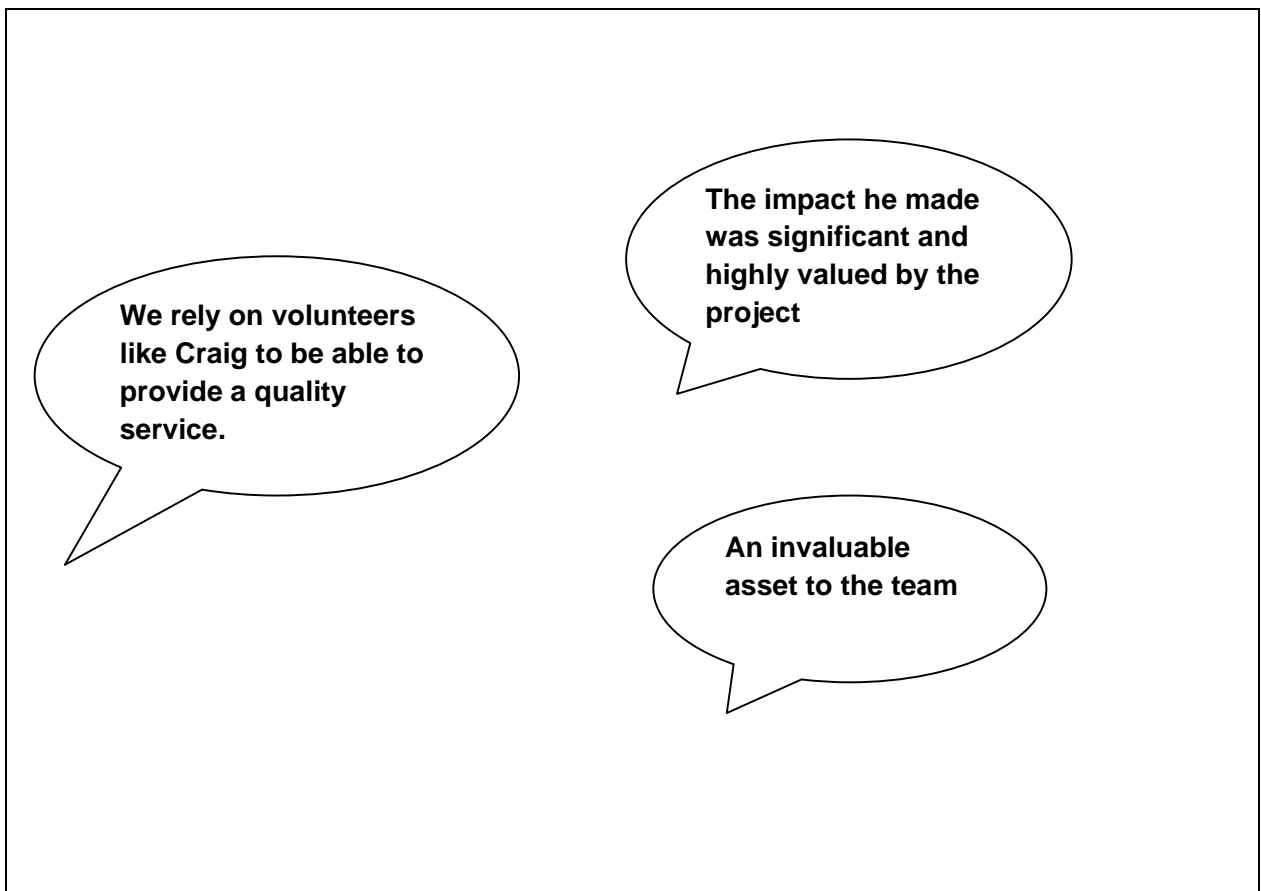 We rely on volunteers
like Craig to be able to
provide a quality
service.
The impact he made
was significant and
highly valued by the
project
An invaluable
asset to the team